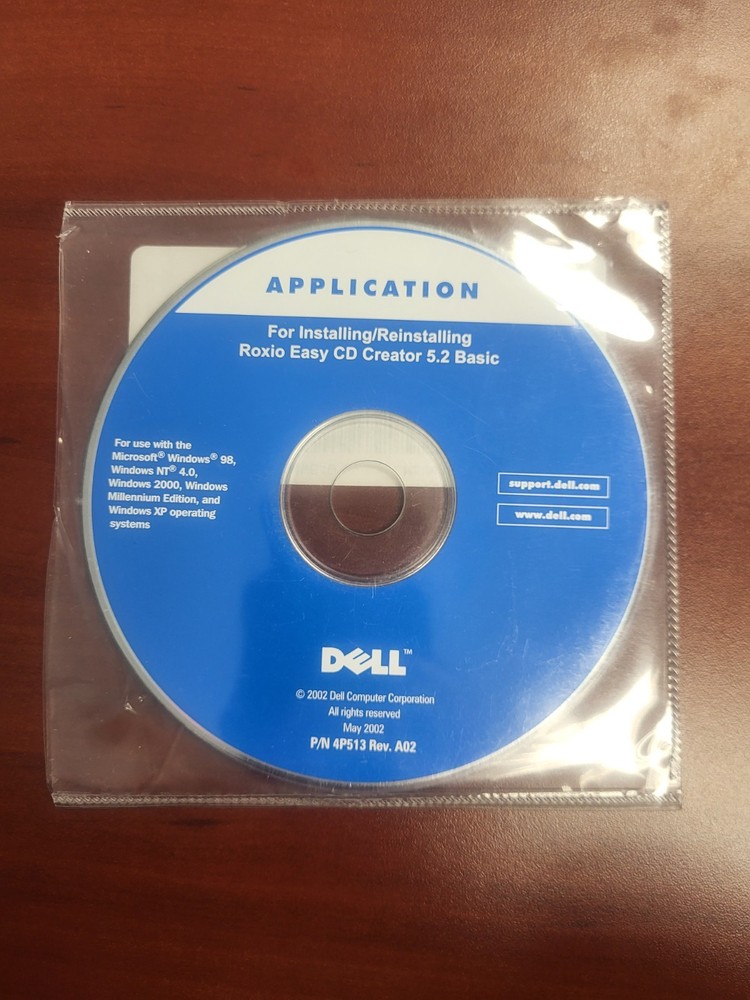 APPLICATION
For Installing/Reinstalling
Roxio Easy CD Creator 5.2 Basic
For use with the
Microsoft® Windows® 98,
Windows NT® 4.0,
Windows 2000, Windows
Millennium Edition, and
Windows XP operating
systems
support.dell.com
www.dell.com
DELL™
© 2002 Dell Computer Corporation
All rights reserved
May 2002
P/N 4P513 Rev. A02